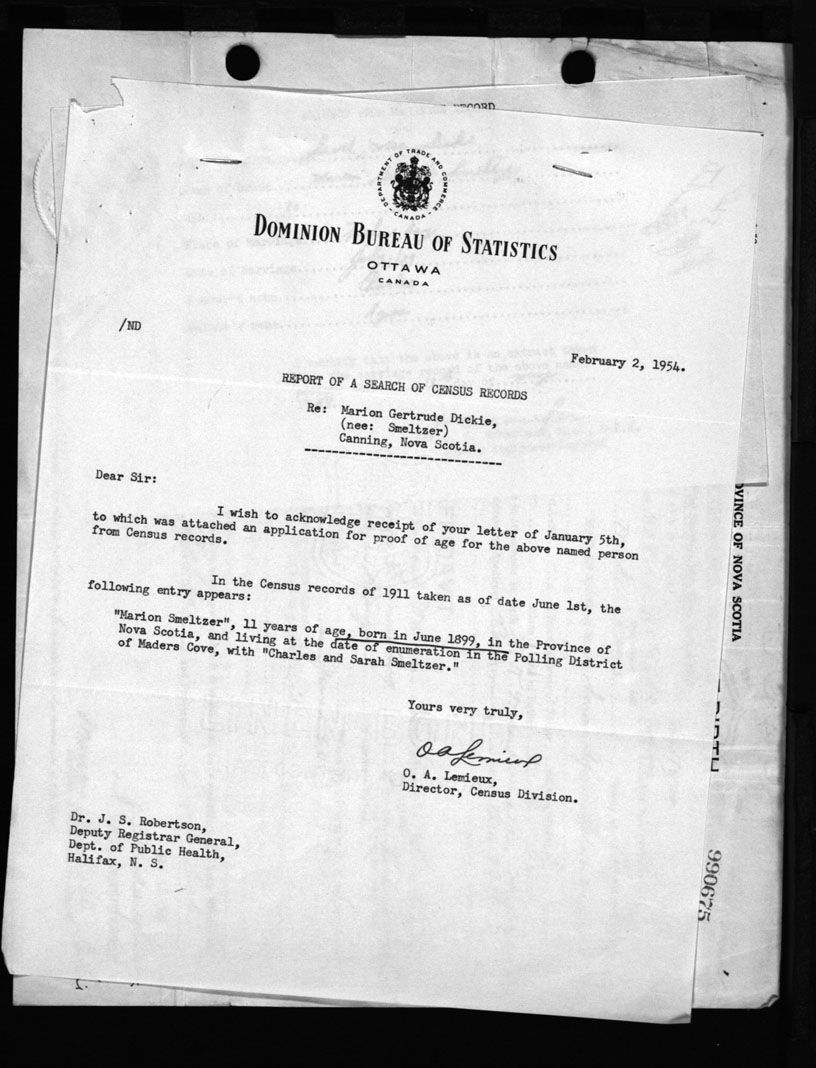 RECORD
DEPARTMENT OF TRADE AND COMMERCE
- CANADA -
DOMINION BUREAU OF STATISTICS
OTTAWA
CANADA
/ND
February 2, 1954.
REPORT OF A SEARCH OF CENSUS RECORDS
Re: Marion Gertrude Dickie,
(nee: Smeltzer)
Canning, Nova Scotia.
Dear Sir:
I wish to acknowledge receipt of your letter of January 5th,
to which was attached an application for proof of age for the above named person
from Census records.
In the Census records of 1911 taken as of date June 1st, the
following entry appears:
"Marion Smeltzer", 11 years of age, born in June 1899, in the Province of
Nova Scotia, and living at the date of enumeration in the Polling District
of Maders Cove, with "Charles and Sarah Smeltzer."
Yours very truly,
O A Lemieux
O. A. Lemieux,
Director, Census Division.
Dr. J. S. Robertson,
Deputy Registrar General,
Dept. of Public Health,
Halifax, N. S.
OVINCE OF NOVA SCOTIA
990675